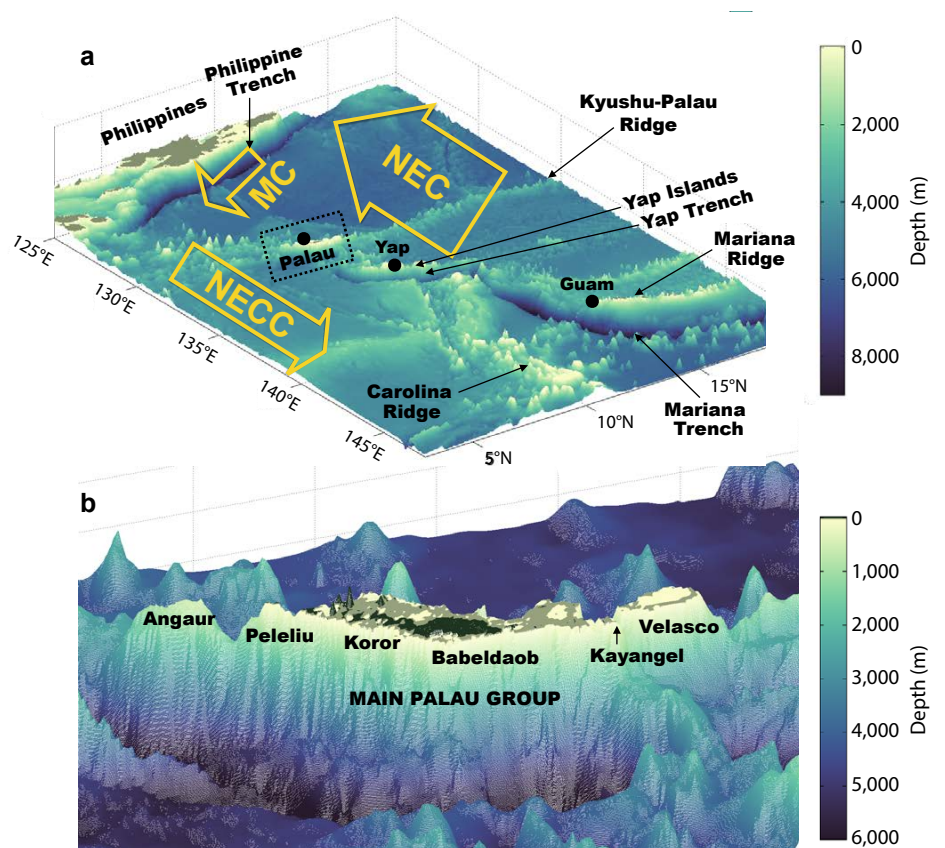 a
Philippine
Trench
Philippines
MC
NEC
Kyushu-Palau
Ridge
Yap Islands
Yap Trench
Mariana
Ridge
Palau
Yap
Guam
NECC
Carolina
Ridge
Mariana
Trench
125°E
130°E
135°E
140°E
145°E
5°N
10°N
15°N
0
2,000
4,000
6,000
8,000
Depth (m)
b
Angaur
Peleliu
Koror
Babeldaob
Kayangel
Velasco
MAIN PALAU GROUP
0
1,000
2,000
3,000
4,000
5,000
6,000
Depth (m)